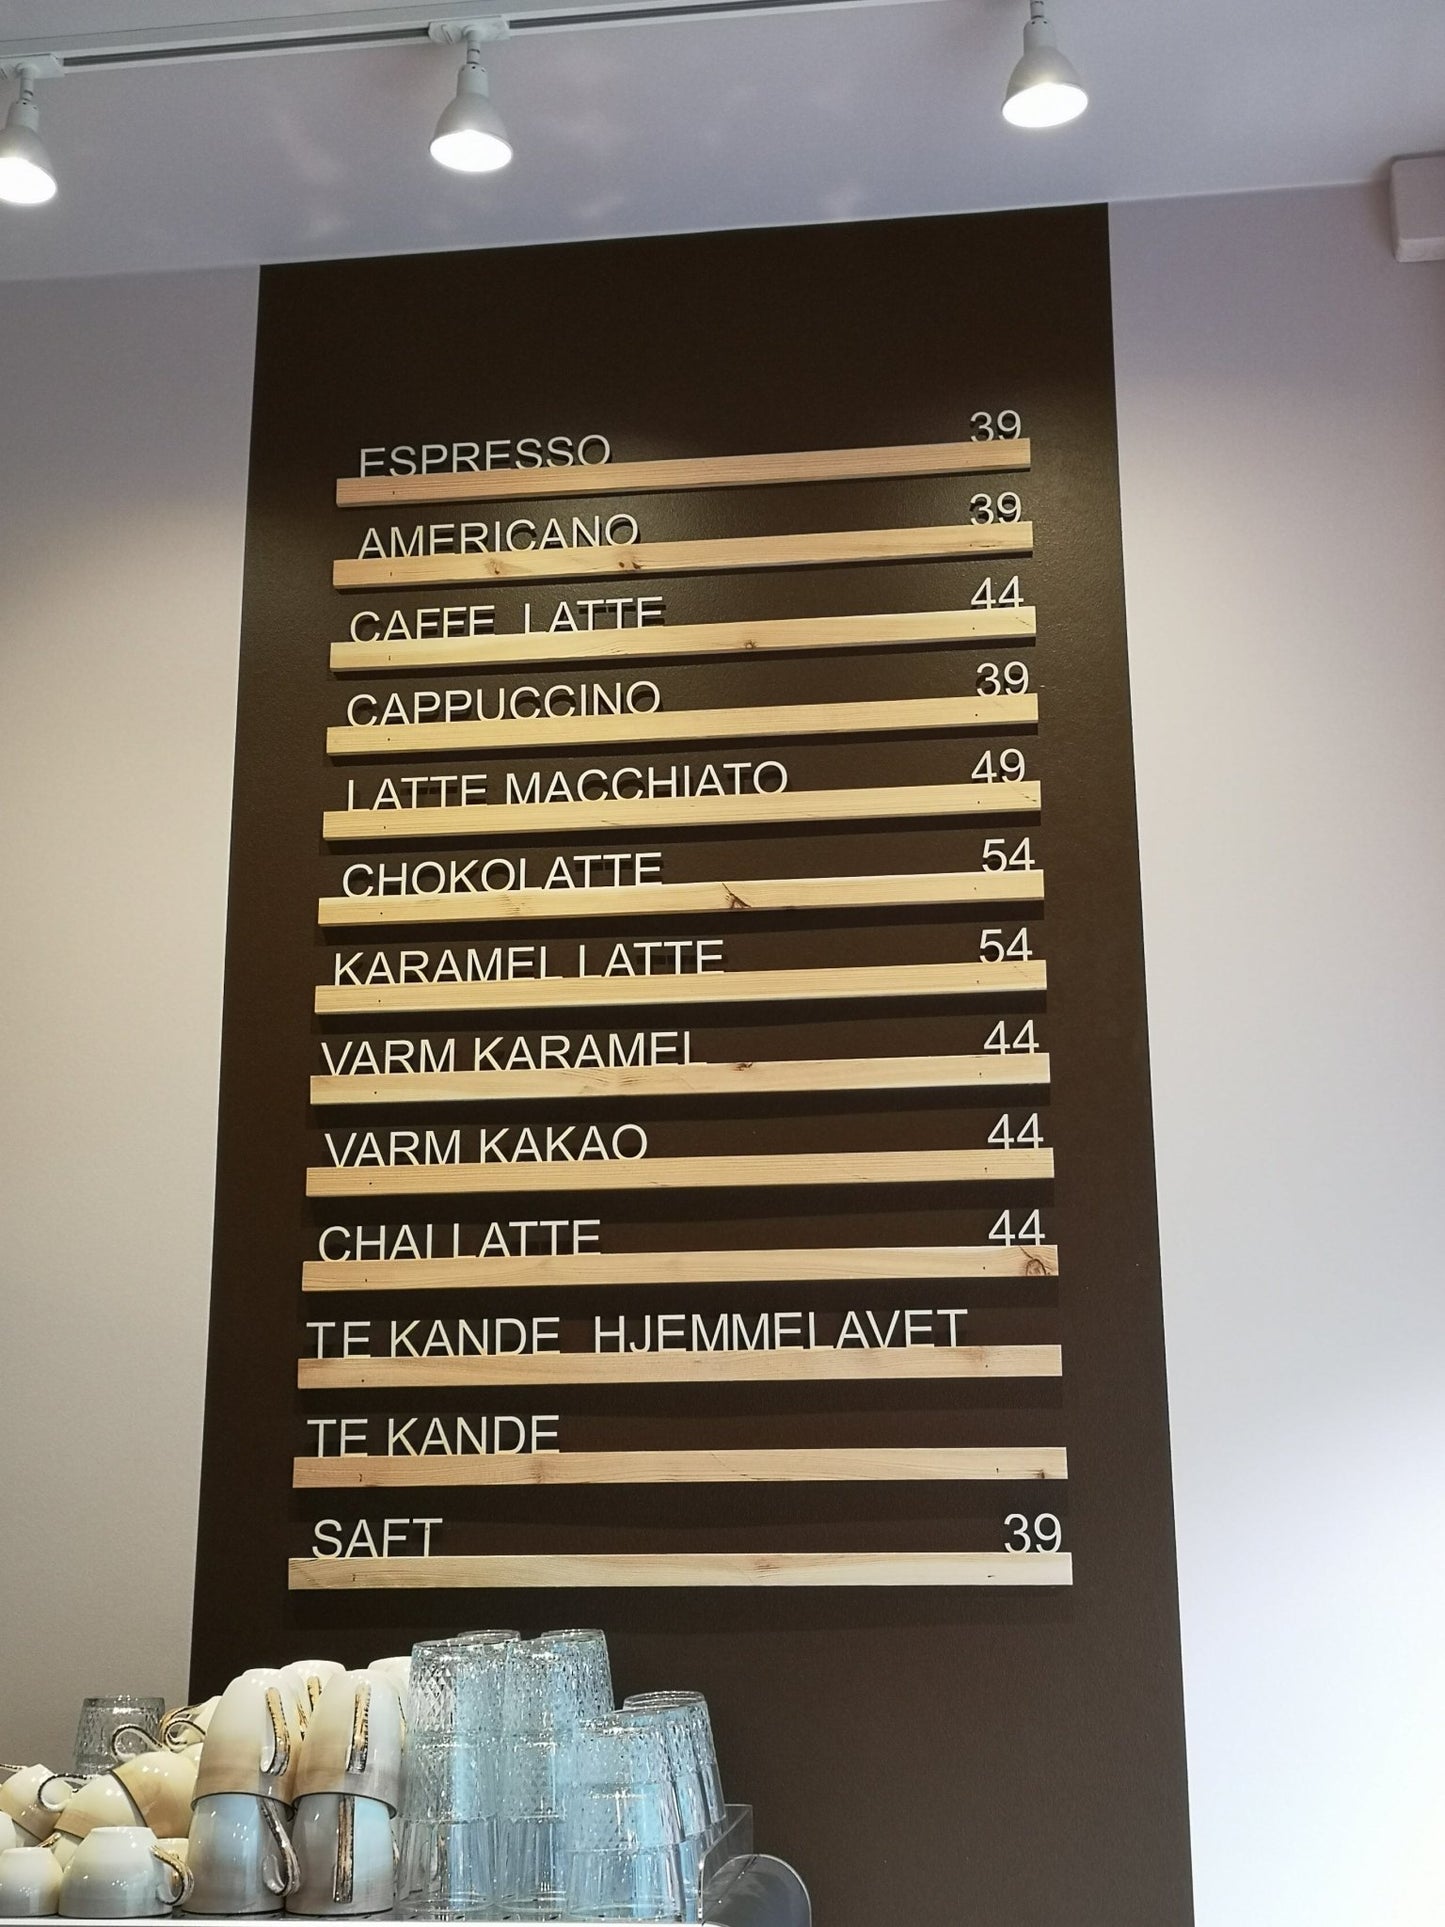 ESPRESSO 39
AMERICANO 39
CAFFE LATTE 44
CAPPUCCINO 39
LATTE MACCHIATO 49
CHOKOLATTE 54
KARAMEL LATTE 54
VARM KARAMEL 44
VARM KAKAO 44
CHAI LATTE 44
TE KANDE HJEMMELAVET
TE KANDE
SAFT 39